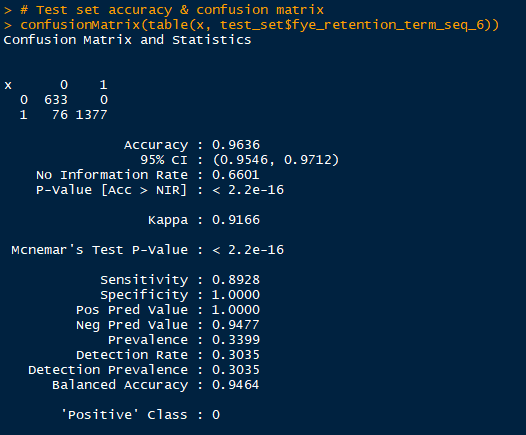 > # Test set accuracy & confusion matrix
> confusionMatrix(table(x, test_set$fye_retention_term_seq_6))
Confusion Matrix and Statistics
x 0 1
0 633 0
1 76 1377
Accuracy : 0.9636
95% CI : (0.9546, 0.9712)
No Information Rate : 0.6601
P-Value [Acc > NIR] : < 2.2e-16
Kappa : 0.9166
Mcnemar's Test P-Value : < 2.2e-16
Sensitivity : 0.8928
Specificity : 1.0000
Pos Pred Value : 1.0000
Neg Pred Value : 0.9477
Prevalence : 0.3399
Detection Rate : 0.3035
Detection Prevalence : 0.3035
Balanced Accuracy : 0.9464
'Positive' Class : 0